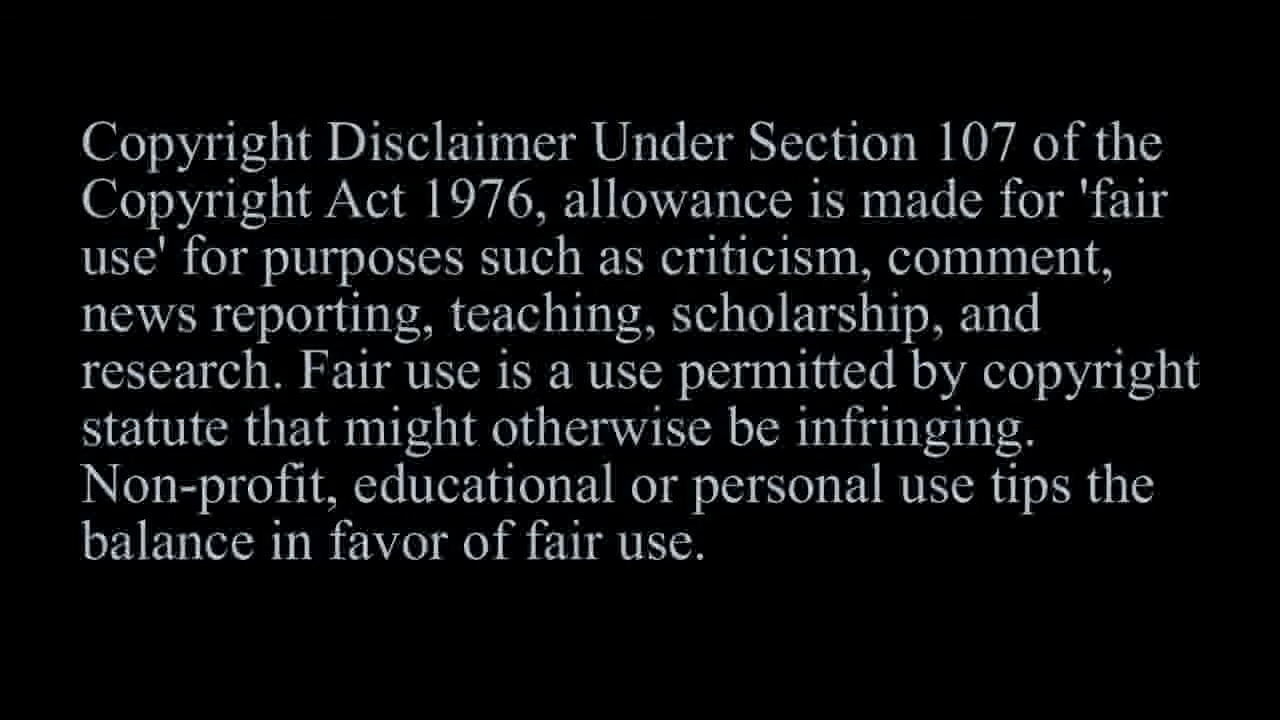 Copyright Disclaimer Under Section 107 of the
Copyright Act 1976, allowance is made for 'fair
use' for purposes such as criticism, comment,
news reporting, teaching, scholarship, and
research. Fair use is a use permitted by copyright
statute that might otherwise be infringing.
Non-profit, educational or personal use tips the
balance in favor of fair use.